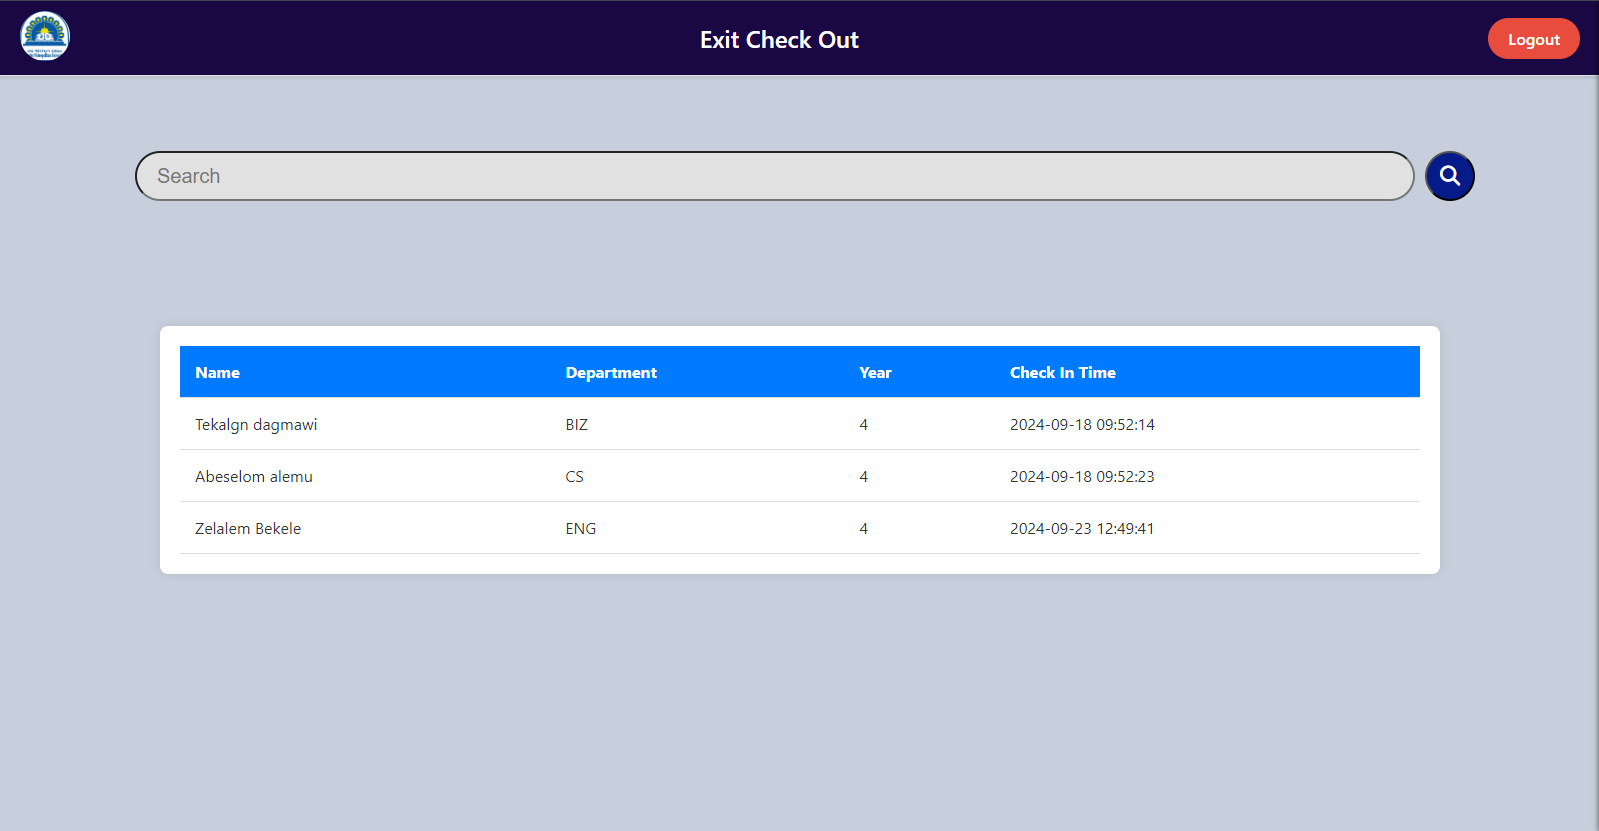 Exit Check Out
Logout
Search
Name Department Year Check In Time
Tekalgn dagmawi BIZ 4 2024-09-18 09:52:14
Abeselom alemu CS 4 2024-09-18 09:52:23
Zelalem Bekele ENG 4 2024-09-23 12:49:41